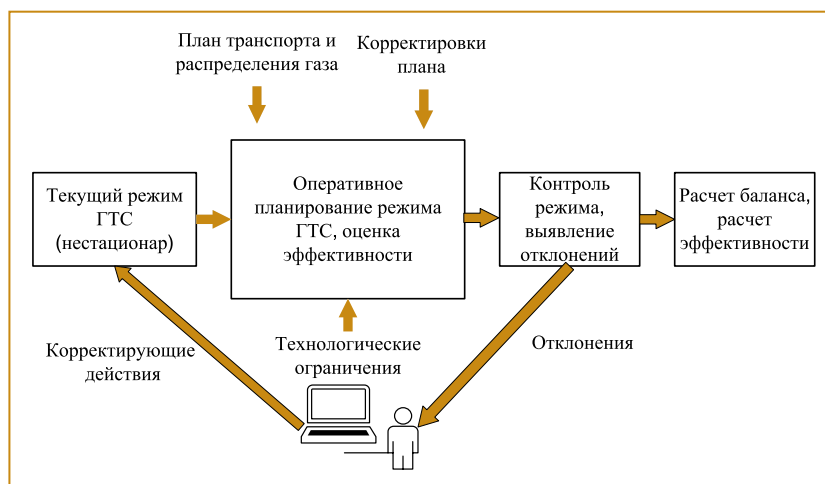 План транспорта и
распределения газа
Корректировки
плана
Текущий режим
ГТС
(нестационар)
Оперативное
планирование режима
ГТС, оценка
эффективности
Контроль
режима,
выявление
отклонений
Расчет баланса,
расчет
эффективности
Корректирующие
действия
Технологические
ограничения
Отклонения